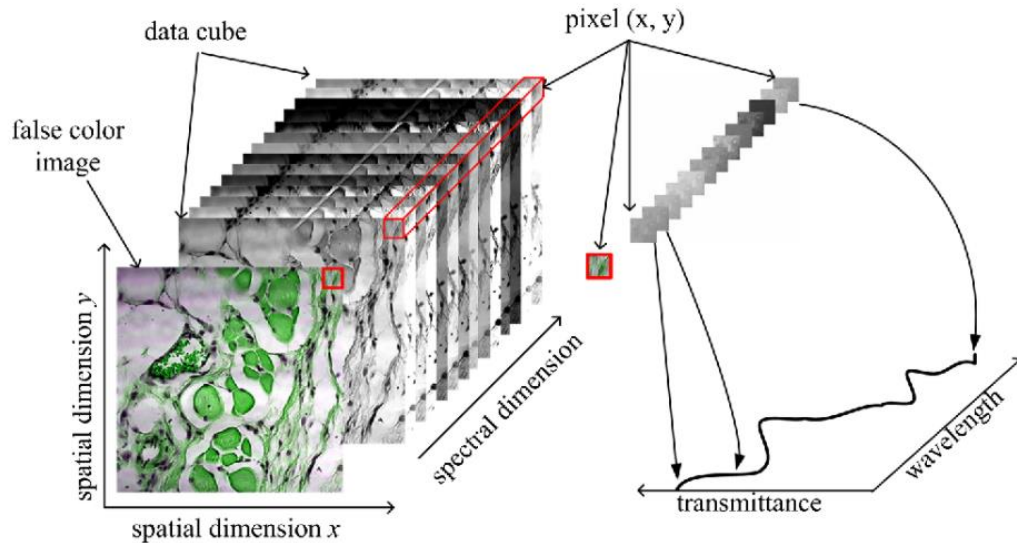 data cube
pixel (x, y)
false color
image
spatial dimension y
spatial dimension x
spectral dimension
transmittance
wavelength